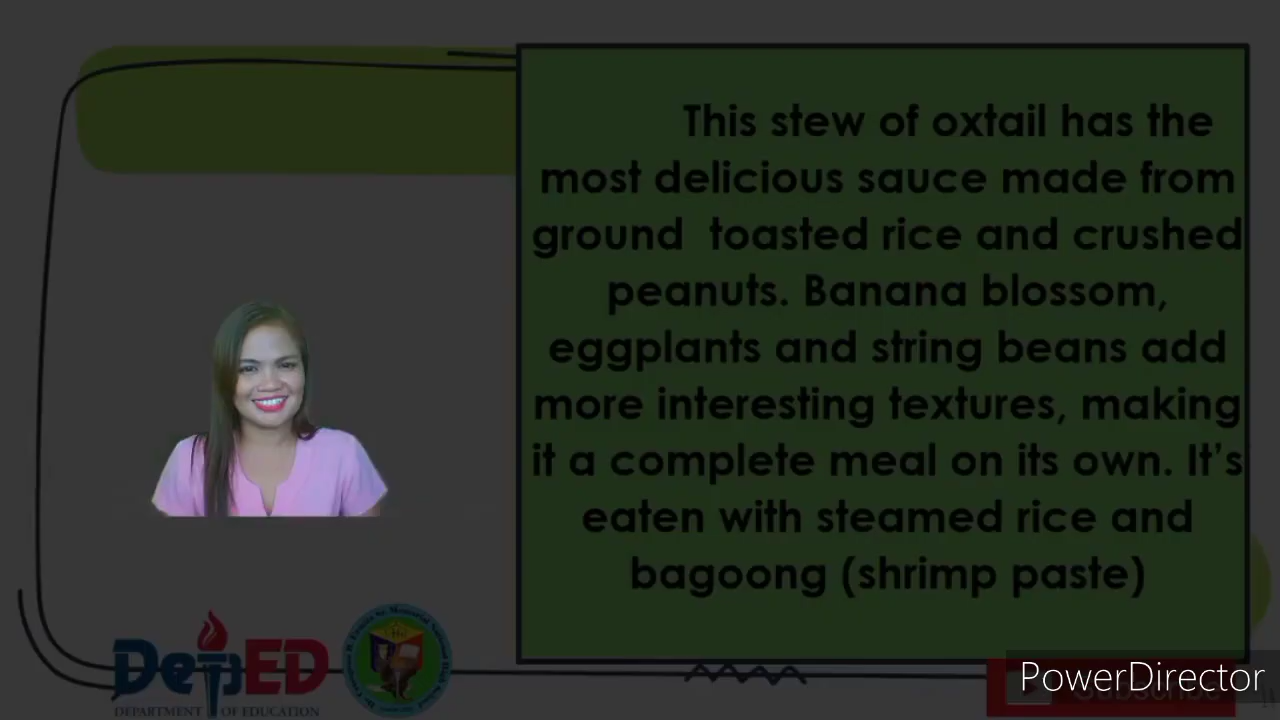 This stew of oxtail has the
most delicious sauce made from
ground toasted rice and crushed
peanuts. Banana blossom,
eggplants and string beans add
more interesting textures, making
it a complete meal on its own. It's
eaten with steamed rice and
bagoong (shrimp paste)
DepED
DEPARTMENT OF EDUCATION
PowerDirector